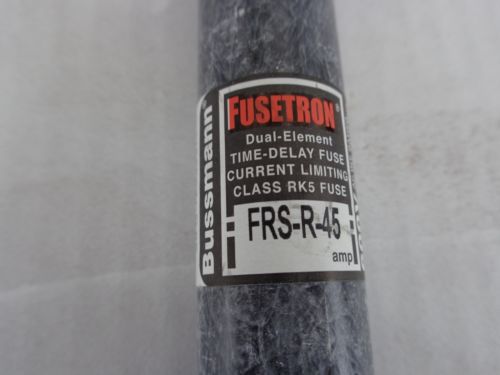 Bussmann®
FUSETRON®
Dual-Element
TIME-DELAY FUSE
CURRENT LIMITING
CLASS RK5 FUSE
FRS-R-45
amp